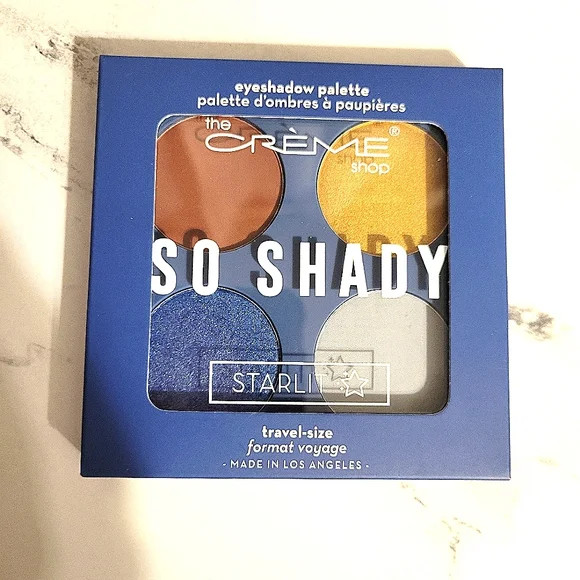 eyeshadow palette
palette d'ombres à paupières
the
CRÈME®
shop
SO SHADY
STARLIT
travel-size
format voyage
- MADE IN LOS ANGELES -